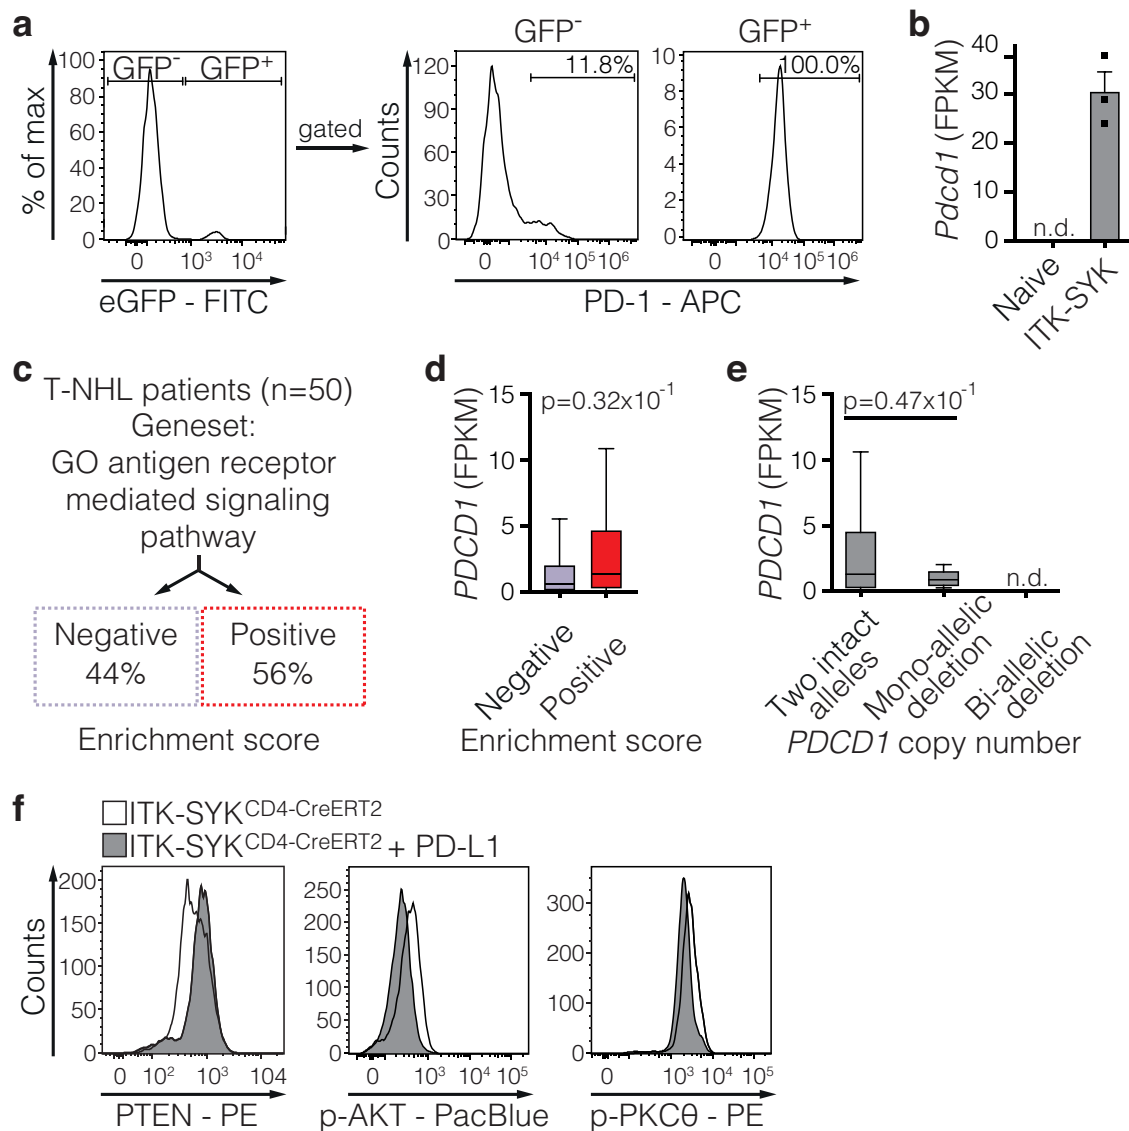 a
GFP⁻ GFP⁺
% of max
100
80
60
40
20
0
0 10³ 10⁴
eGFP - FITC
gated
GFP⁻
11.8%
Counts
120
90
60
30
0
0 10⁴ 10⁵ 10⁶
GFP⁺
100.0%
10
8
6
4
2
0
0 10⁴ 10⁵ 10⁶
PD-1 - APC
b
Pdcd1 (FPKM)
40
30
20
10
0
n.d.
Naive
ITK-SYK
c
T-NHL patients (n=50)
Geneset:
GO antigen receptor
mediated signaling
pathway
Negative
44%
Positive
56%
Enrichment score
d
p=0.32x10⁻¹
PDCD1 (FPKM)
15
10
5
0
Negative
Positive
Enrichment score
e
p=0.47x10⁻¹
PDCD1 (FPKM)
15
10
5
0
n.d.
Two intact
alleles
Mono-allelic
deletion
Bi-allelic
deletion
PDCD1 copy number
f
ITK-SYK^CD4-CreERT2
ITK-SYK^CD4-CreERT2 + PD-L1
Counts
200
150
100
50
0
0 10² 10³ 10⁴
PTEN - PE
250
200
150
100
50
0
0 10³ 10⁴ 10⁵
p-AKT - PacBlue
300
200
100
0
0 10³ 10⁴ 10⁵
p-PKCθ - PE